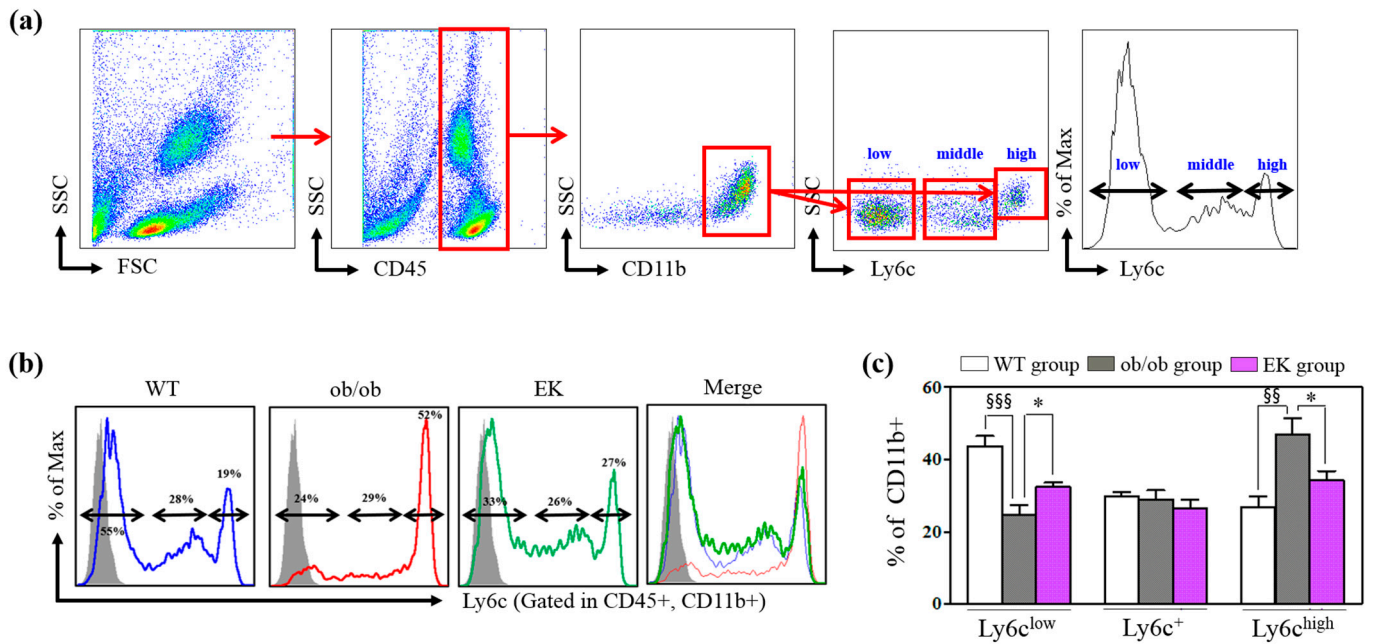 (a)
SSC
FSC
SSC
CD45
SSC
CD11b
SSC
low middle high
Ly6c
% of Max
low middle high
Ly6c
(b)
WT ob/ob EK Merge
% of Max
55% 28% 19%
24% 29% 52%
33% 26% 27%
Ly6c (Gated in CD45+, CD11b+)
(c)
WT group ob/ob group EK group
% of CD11b+
60
40
20
0
§§§ *
§§ *
Ly6c^low Ly6c^+ Ly6c^high